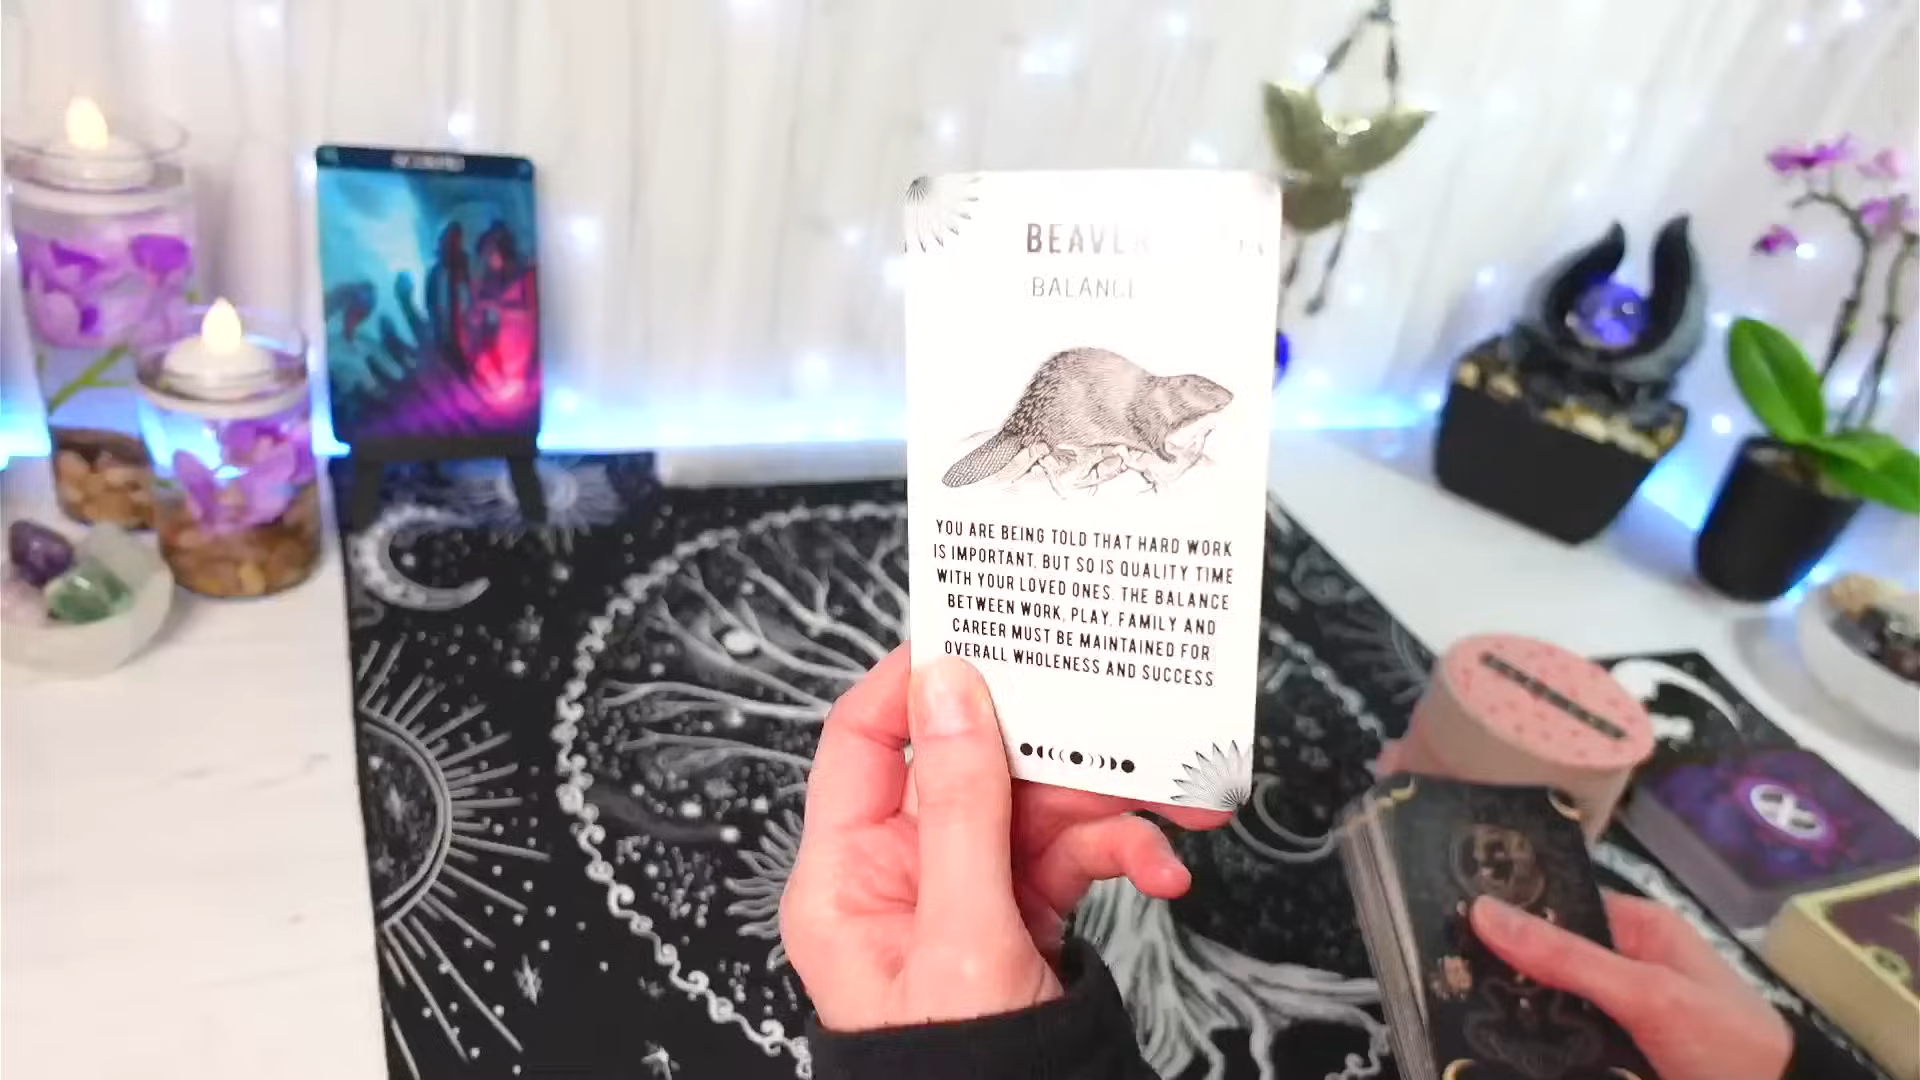 BEAVER
BALANCE
YOU ARE BEING TOLD THAT HARD WORK
IS IMPORTANT, BUT SO IS QUALITY TIME
WITH YOUR LOVED ONES. THE BALANCE
BETWEEN WORK, PLAY, FAMILY AND
CAREER MUST BE MAINTAINED FOR
OVERALL WHOLENESS AND SUCCESS